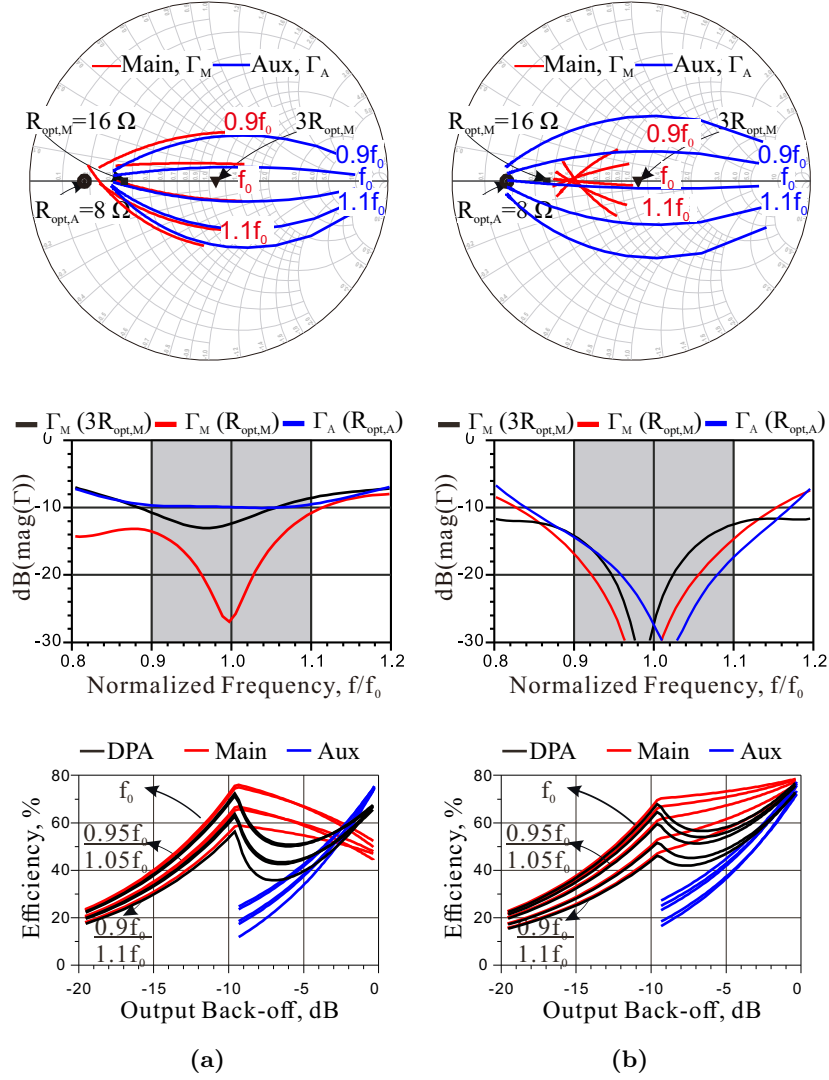 Main, Γ_M Aux, Γ_A
R_opt,M=16 Ω
0.9f_0
3R_opt,M
0.9f_0
f_0
f_0
R_opt,A=8 Ω
1.1f_0
1.1f_0
Main, Γ_M Aux, Γ_A
R_opt,M=16 Ω
0.9f_0
3R_opt,M
0.9f_0
f_0
f_0
R_opt,A=8 Ω
1.1f_0
1.1f_0
Γ_M (3R_opt,M) Γ_M (R_opt,M) Γ_A (R_opt,A)
dB(mag(Γ))
0
-10
-20
-30
0.8 0.9 1.0 1.1 1.2
Normalized Frequency, f/f_0
Γ_M (3R_opt,M) Γ_M (R_opt,M) Γ_A (R_opt,A)
dB(mag(Γ))
0
-10
-20
-30
0.8 0.9 1.0 1.1 1.2
Normalized Frequency, f/f_0
DPA Main Aux
Efficiency, %
80
60
40
20
0
f_0
0.95f_0
1.05f_0
0.9f_0
1.1f_0
-20 -15 -10 -5 0
Output Back-off, dB
DPA Main Aux
Efficiency, %
80
60
40
20
0
f_0
0.95f_0
1.05f_0
0.9f_0
1.1f_0
-20 -15 -10 -5 0
Output Back-off, dB
(a)
(b)